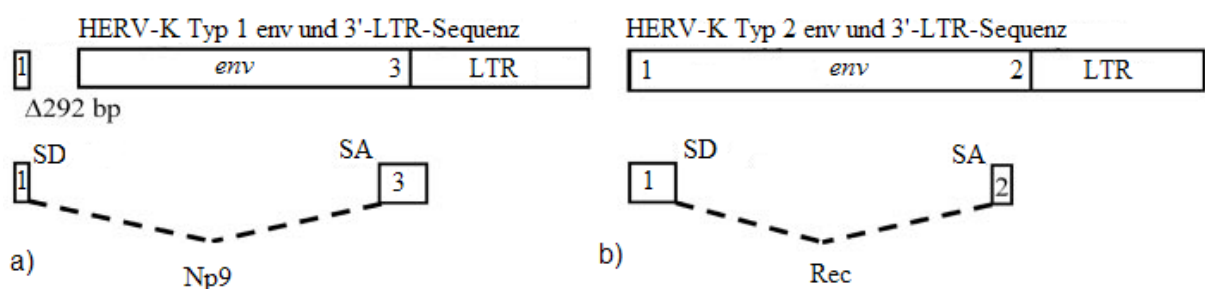 HERV-K Typ 1 env und 3'-LTR-Sequenz
1 env 3 LTR
Δ292 bp
SD SA
1 3
Np9
a)
HERV-K Typ 2 env und 3'-LTR-Sequenz
1 env 2 LTR
SD SA
1 2
Rec
b)